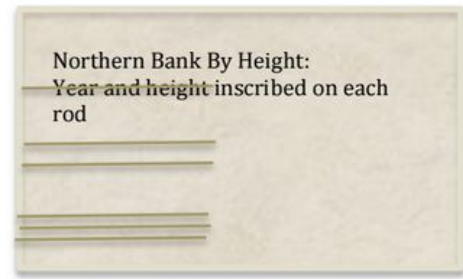 Northern Bank By Height:
Year and height inscribed on each
rod